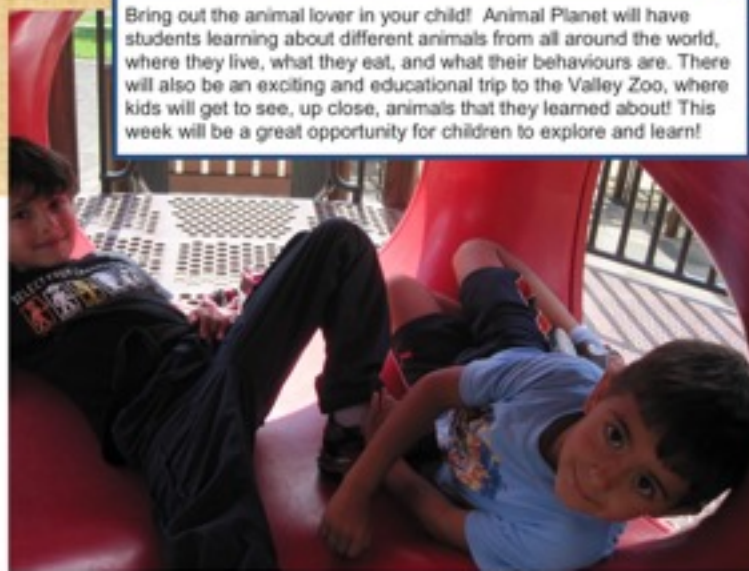 Bring out the animal lover in your child!  Animal Planet will have
students learning about different animals from all around the world,
where they live, what they eat, and what their behaviours are. There
will also be an exciting and educational trip to the Valley Zoo, where
kids will get to see, up close, animals that they learned about! This
week will be a great opportunity for children to explore and learn!
SELECT YOUR